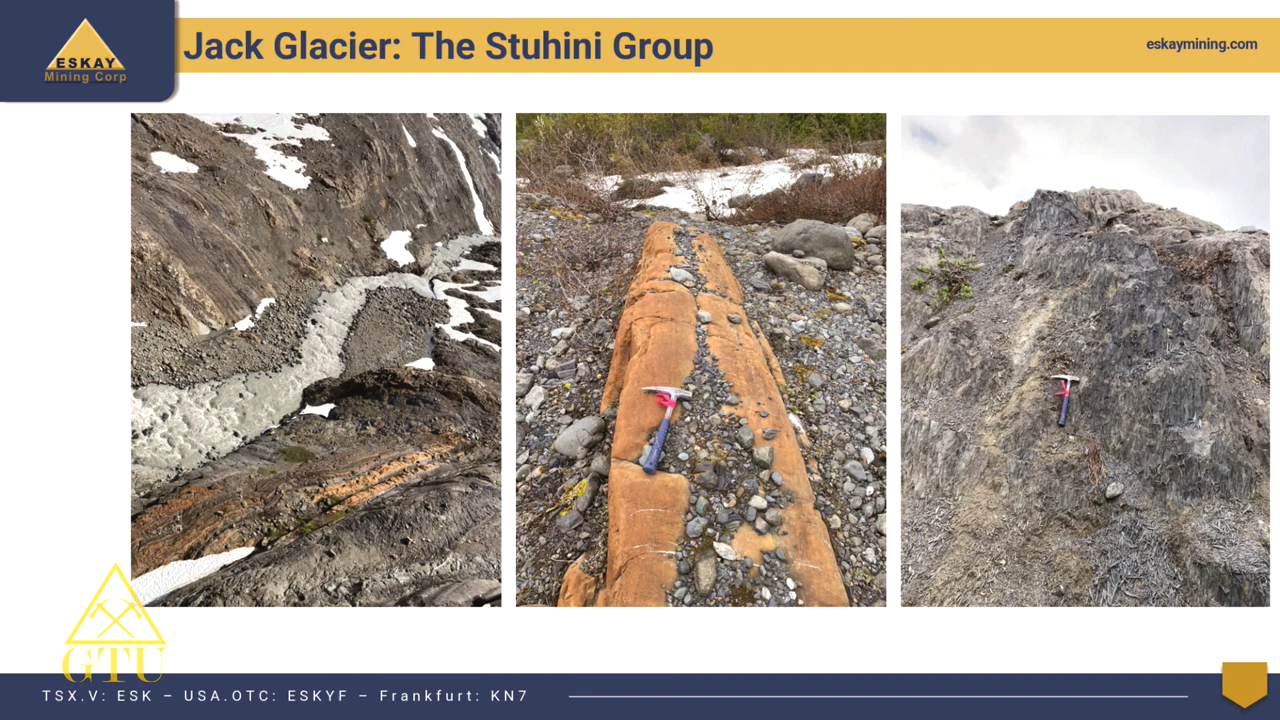 ESKAY
Mining Corp
Jack Glacier: The Stuhini Group
eskaymining.com
GTU
TSX.V: ESK – USA.OTC: ESKYF – Frankfurt: KN7